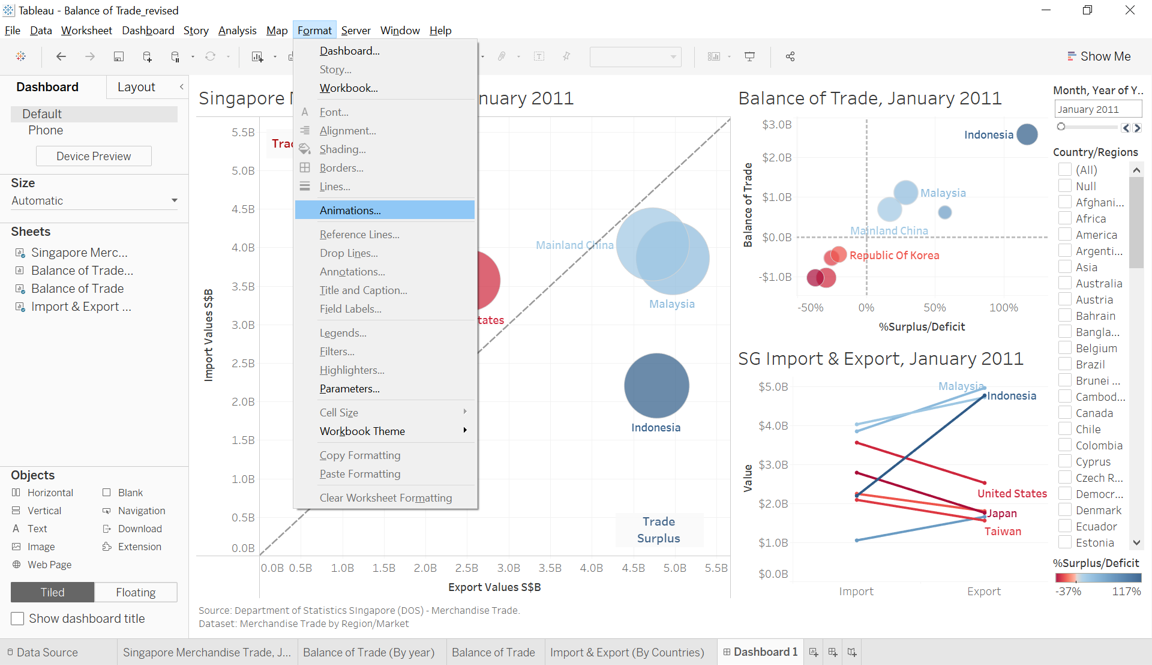 Tableau - Balance of Trade_revised
File Data Worksheet Dashboard Story Analysis Map Format Server Window Help
Show Me
Dashboard
Layout
Default
Phone
Device Preview
Size
Automatic
Sheets
Singapore Merc...
Balance of Trade...
Balance of Trade
Import & Export ...
Objects
Horizontal
Blank
Vertical
Navigation
Text
Download
Image
Extension
Web Page
Tiled
Floating
Show dashboard title
Dashboard...
Story...
Workbook...
Font...
Alignment...
Shading...
Borders...
Lines...
Animations...
Reference Lines...
Drop Lines...
Annotations...
Title and Caption...
Field Labels...
Legends...
Filters...
Highlighters...
Parameters...
Cell Size
Workbook Theme
Copy Formatting
Paste Formatting
Clear Worksheet Formatting
Singapore
nuary 2011
5.5B
5.0B
4.5B
4.0B
3.5B
3.0B
2.5B
2.0B
1.5B
1.0B
0.5B
0.0B
Import Values S$B
Mainland China
Malaysia
tates
Indonesia
Trade
Surplus
0.0B 0.5B 1.0B 1.5B 2.0B 2.5B 3.0B 3.5B 4.0B 4.5B 5.0B 5.5B
Export Values S$B
Source: Department of Statistics SIngapore (DOS) - Merchandise Trade.
Dataset: Merchandise Trade by Region/Market
Balance of Trade, January 2011
$3.0B
$2.0B
$1.0B
$0.0B
-$1.0B
Balance of Trade
Indonesia
Malaysia
Mainland China
Republic Of Korea
-50% 0% 50% 100%
%Surplus/Deficit
SG Import & Export, January 2011
$5.0B
$4.0B
$3.0B
$2.0B
$1.0B
$0.0B
Value
Malaysia
Indonesia
United States
Japan
Taiwan
Import Export
Month, Year of Y..
January 2011
Country/Regions
(All)
Null
Afghani...
Africa
America
Argenti...
Asia
Australia
Austria
Bahrain
Bangla...
Belgium
Brazil
Brunei ...
Cambod...
Canada
Chile
Colombia
Cyprus
Czech R...
Democr...
Denmark
Ecuador
Estonia
%Surplus/Deficit
-37% 117%
Data Source
Singapore Merchandise Trade, J...
Balance of Trade (By year)
Balance of Trade
Import & Export (By Countries)
Dashboard 1